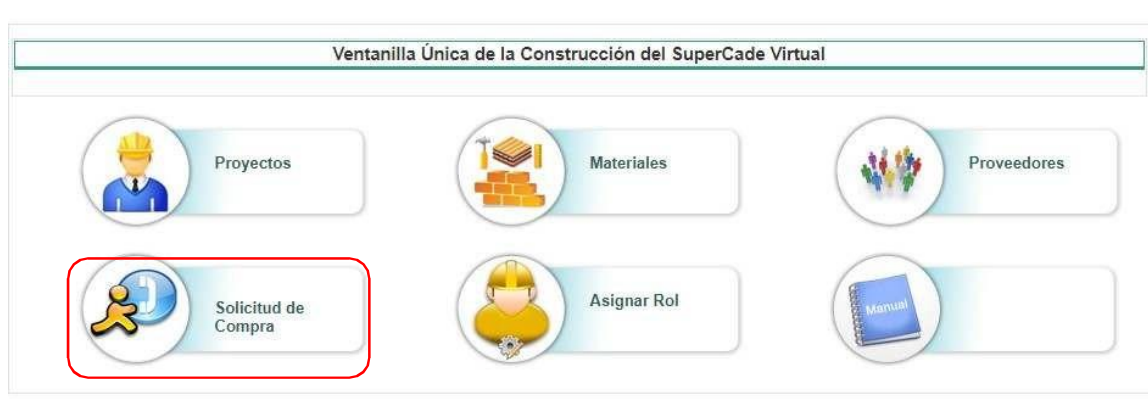 Ventanilla Única de la Construcción del SuperCade Virtual
Proyectos
Materiales
Proveedores
Solicitud de
Compra
Asignar Rol
Manual